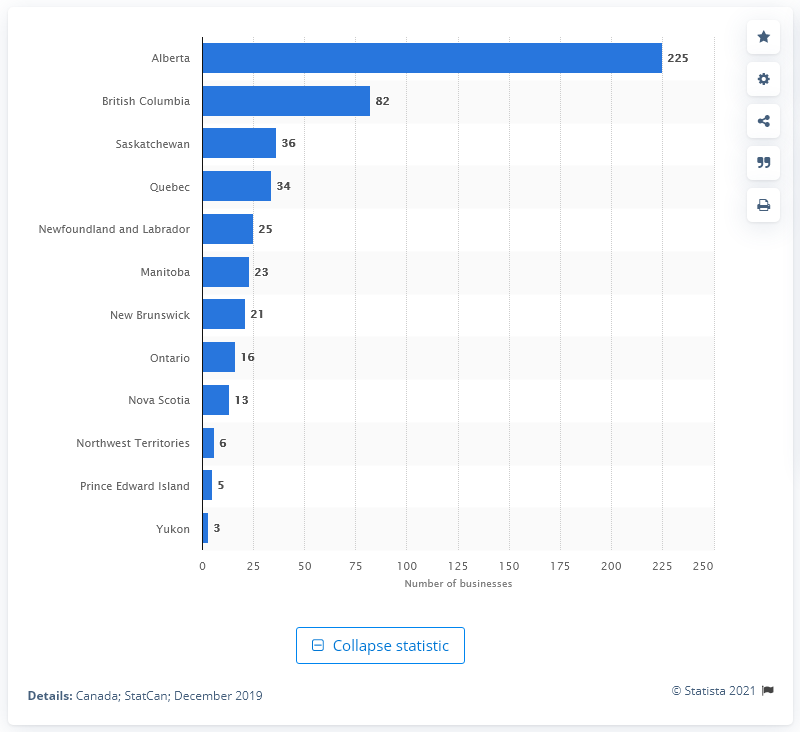 Alberta 225
British Columbia 82
Saskatchewan 36
Quebec 34
Newfoundland and Labrador 25
Manitoba 23
New Brunswick 21
Ontario 16
Nova Scotia 13
Northwest Territories 6
Prince Edward Island 5
Yukon 3
0 25 50 75 100 125 150 175 200 225 250
Number of businesses
Collapse statistic
Details: Canada; StatCan; December 2019
© Statista 2021